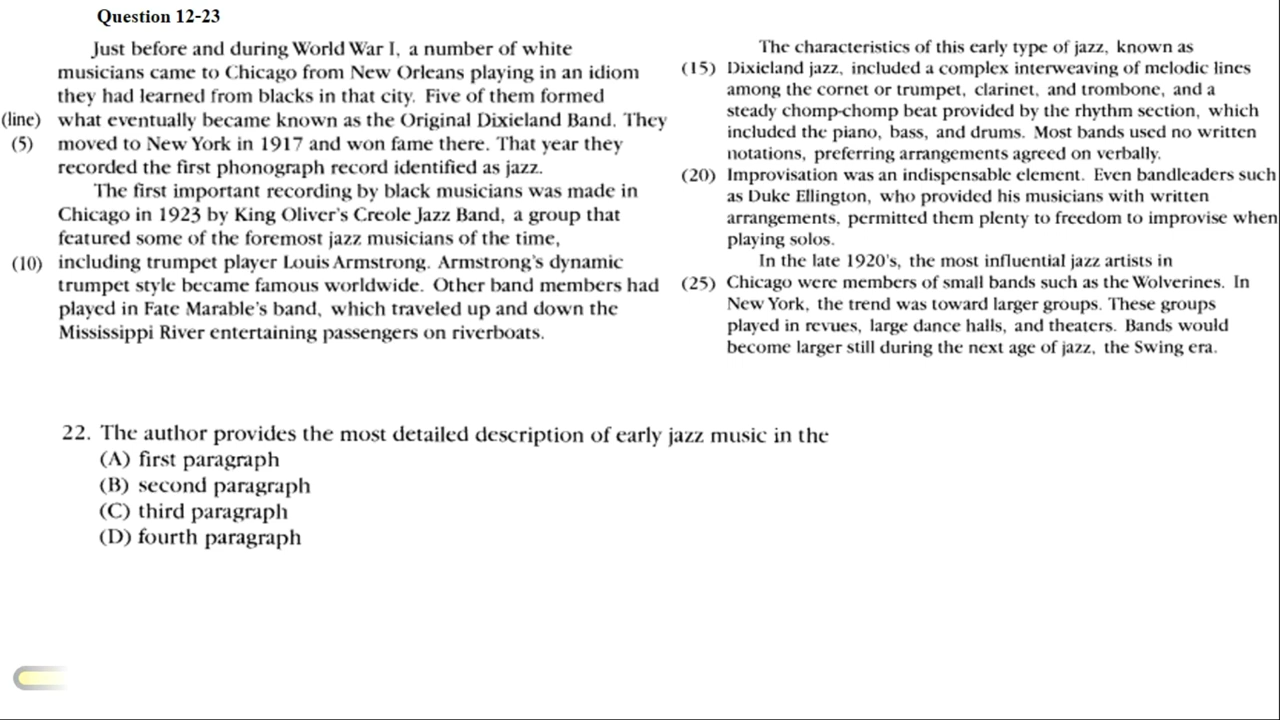 Question 12-23
Just before and during World War I, a number of white
musicians came to Chicago from New Orleans playing in an idiom
they had learned from blacks in that city. Five of them formed
(line) what eventually became known as the Original Dixieland Band. They
(5) moved to New York in 1917 and won fame there. That year they
recorded the first phonograph record identified as jazz.
The first important recording by black musicians was made in
Chicago in 1923 by King Oliver's Creole Jazz Band, a group that
featured some of the foremost jazz musicians of the time,
(10) including trumpet player Louis Armstrong. Armstrong's dynamic
trumpet style became famous worldwide. Other band members had
played in Fate Marable's band, which traveled up and down the
Mississippi River entertaining passengers on riverboats.
The characteristics of this early type of jazz, known as
(15) Dixieland jazz, included a complex interweaving of melodic lines
among the cornet or trumpet, clarinet, and trombone, and a
steady chomp-chomp beat provided by the rhythm section, which
included the piano, bass, and drums. Most bands used no written
notations, preferring arrangements agreed on verbally.
(20) Improvisation was an indispensable element. Even bandleaders such
as Duke Ellington, who provided his musicians with written
arrangements, permitted them plenty to freedom to improvise when
playing solos.
In the late 1920's, the most influential jazz artists in
(25) Chicago were members of small bands such as the Wolverines. In
New York, the trend was toward larger groups. These groups
played in revues, large dance halls, and theaters. Bands would
become larger still during the next age of jazz, the Swing era.
22. The author provides the most detailed description of early jazz music in the
(A) first paragraph
(B) second paragraph
(C) third paragraph
(D) fourth paragraph